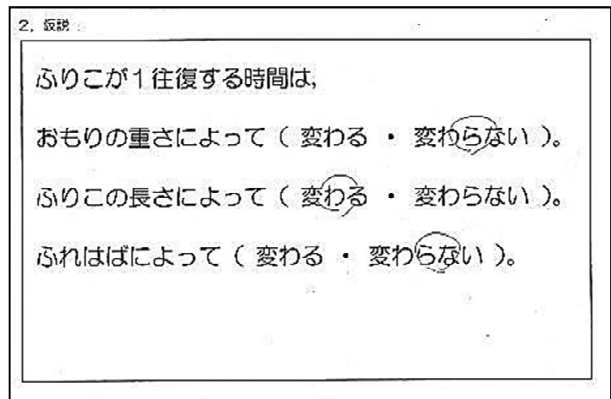 2, 仮説
ふりこが1往復する時間は,
おもりの重さによって ( 変わる ・ 変わらない )。
ふりこの長さによって ( 変わる ・ 変わらない )。
ふれはばによって ( 変わる ・ 変わらない )。